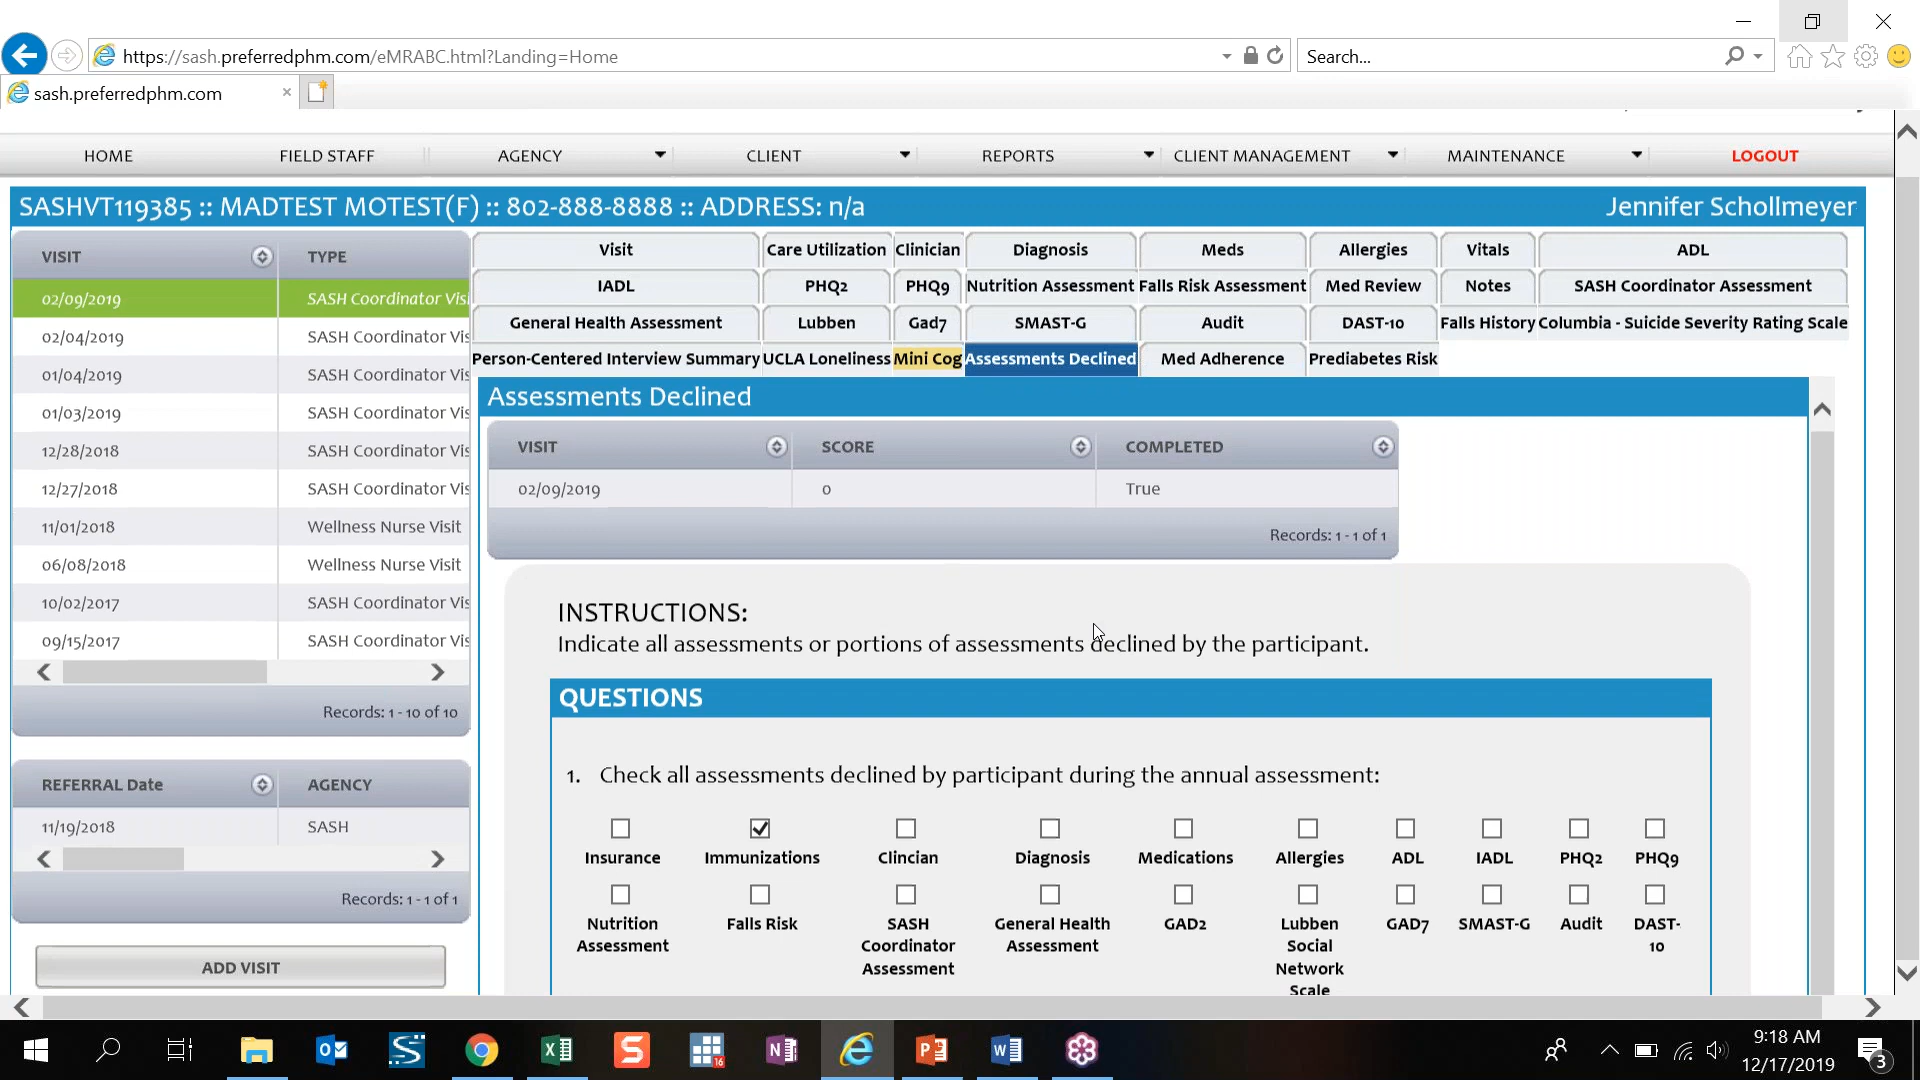 https://sash.preferredphm.com/eMRABC.html?Landing=Home
Search...
sash.preferredphm.com
HOME FIELD STAFF AGENCY CLIENT REPORTS CLIENT MANAGEMENT MAINTENANCE LOGOUT
SASHVT119385 :: MADTEST MOTEST(F) :: 802-888-8888 :: ADDRESS: n/a Jennifer Schollmeyer
VISIT TYPE
02/09/2019 SASH Coordinator Vis
02/04/2019 SASH Coordinator Vis
01/04/2019 SASH Coordinator Vis
01/03/2019 SASH Coordinator Vis
12/28/2018 SASH Coordinator Vis
12/27/2018 SASH Coordinator Vis
11/01/2018 Wellness Nurse Visit
06/08/2018 Wellness Nurse Visit
10/02/2017 SASH Coordinator Vis
09/15/2017 SASH Coordinator Vis
Records: 1 - 10 of 10
REFERRAL Date AGENCY
11/19/2018 SASH
Records: 1 - 1 of 1
ADD VISIT
Visit Care Utilization Clinician Diagnosis Meds Allergies Vitals ADL
IADL PHQ2 PHQ9 Nutrition Assessment Falls Risk Assessment Med Review Notes SASH Coordinator Assessment
General Health Assessment Lubben Gad7 SMAST-G Audit DAST-10 Falls History Columbia - Suicide Severity Rating Scale
Person-Centered Interview Summary UCLA Loneliness Mini Cog Assessments Declined Med Adherence Prediabetes Risk
Assessments Declined
VISIT SCORE COMPLETED
02/09/2019 0 True
Records: 1 - 1 of 1
INSTRUCTIONS:
Indicate all assessments or portions of assessments declined by the participant.
QUESTIONS
1. Check all assessments declined by participant during the annual assessment:
Insurance Immunizations Clincian Diagnosis Medications Allergies ADL IADL PHQ2 PHQ9
Nutrition Falls Risk SASH General Health GAD2 Lubben GAD7 SMAST-G Audit DAST-
Assessment Coordinator Assessment Social 10
Assessment Network
Scale
9:18 AM
12/17/2019
3
16